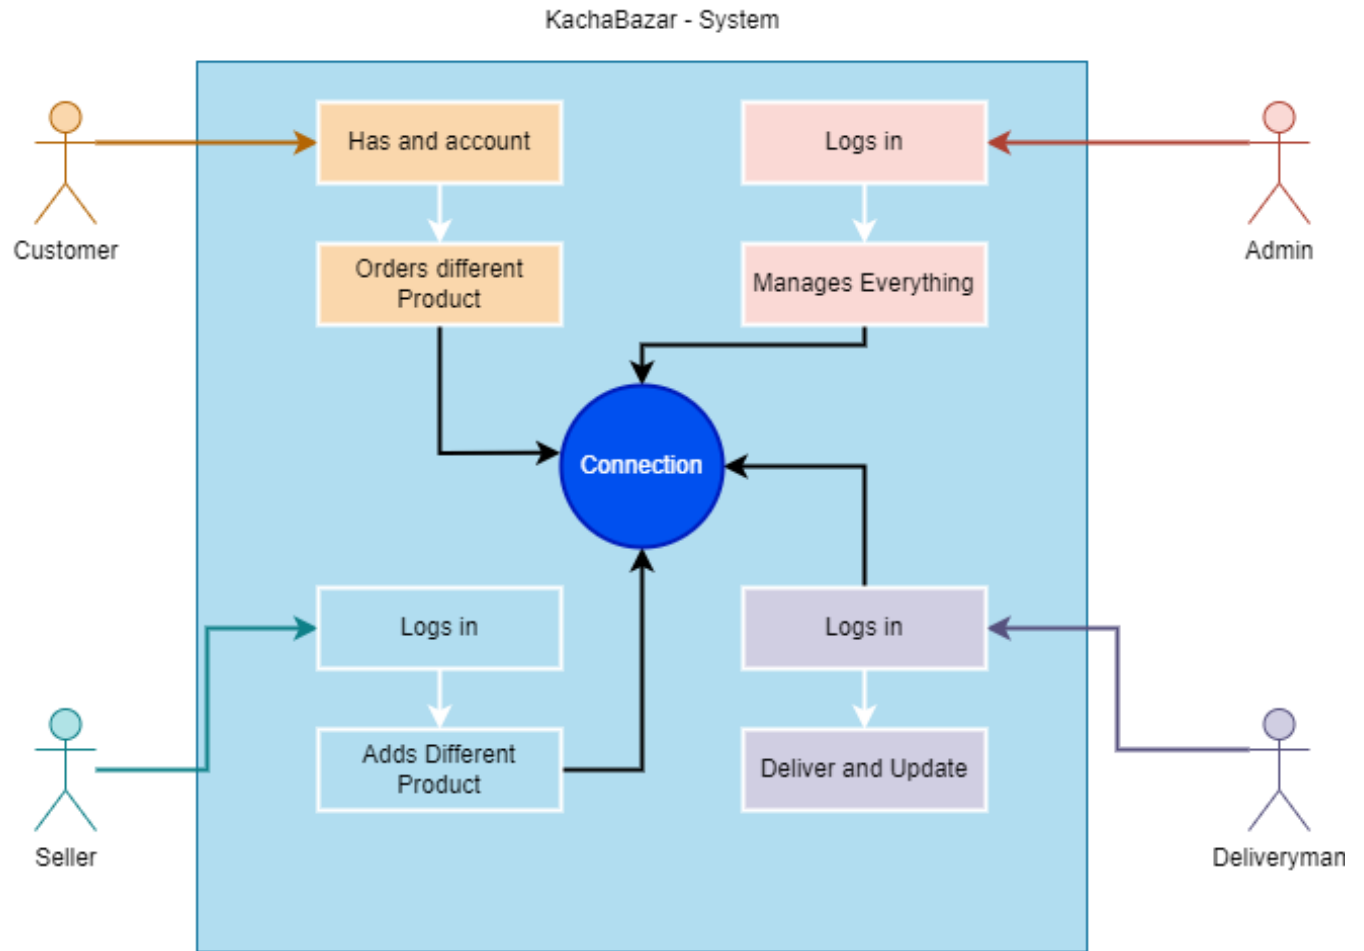 KachaBazar - System
Has and account
Logs in
Customer
Admin
Orders different
Product
Manages Everything
Connection
Logs in
Logs in
Adds Different
Product
Deliver and Update
Seller
Deliveryman